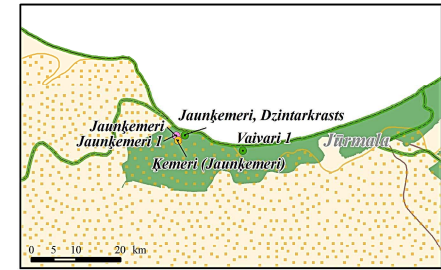 Jaunķemeri, Dzintarkrasts
Jaunķemeri
Jaunķemeri 1
Vaivari 1
Jūrmala
Ķemeri (Jaunķemeri)
0 5 10 20 km